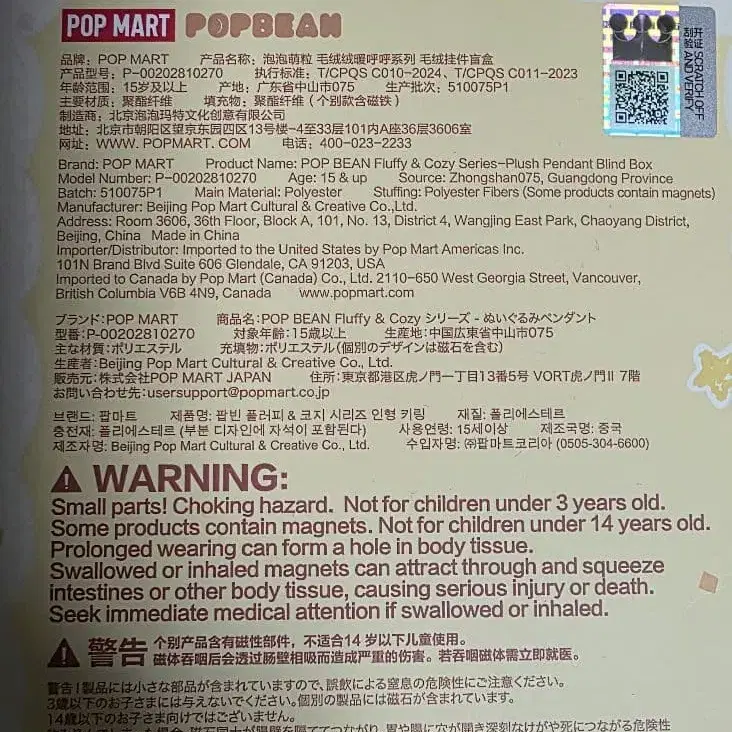 POP MART POPBEAN
开证 SCRATCH-OFF
刮验 AND VERIFY
品牌: POP MART 产品名称: 泡泡萌粒 毛绒绒暖呼呼系列 毛绒挂件盲盒
产品型号: P-00202810270 执行标准: T/CPQS C010-2024、T/CPQS C011-2023
年龄范围: 15岁及以上 产地: 广东省中山市075 生产批次: 510075P1
主要材质: 聚酯纤维 填充物: 聚酯纤维 (个别款含磁铁)
制造商: 北京泡泡玛特文化创意有限公司
地址: 北京市朝阳区望京东园四区13号楼-4至33层101内A座36层3606室
网址: WWW. POPMART. COM 电话: 400-023-2233
Brand: POP MART Product Name: POP BEAN Fluffy & Cozy Series-Plush Pendant Blind Box
Model Number: P-00202810270 Age: 15 & up Source: Zhongshan075, Guangdong Province
Batch: 510075P1 Main Material: Polyester Stuffing: Polyester Fibers (Some products contain magnets)
Manufacturer: Beijing Pop Mart Cultural & Creative Co.,Ltd.
Address: Room 3606, 36th Floor, Block A, 101, No. 13, District 4, Wangjing East Park, Chaoyang District,
Beijing, China Made in China
Importer/Distributor: Imported to the United States by Pop Mart Americas Inc.
101N Brand Blvd Suite 606 Glendale, CA 91203, USA
Imported to Canada by Pop Mart (Canada) Co., Ltd. 2110-650 West Georgia Street, Vancouver,
British Columbia V6B 4N9, Canada www.popmart.com
ブランド: POP MART 商品名: POP BEAN Fluffy & Cozy シリーズ - ぬいぐるみペンダント
型番: P-00202810270 対象年齢: 15歳以上 生産地: 中国広東省中山市075
主な材質: ポリエステル 充填物: ポリエステル (個別のデザインは磁石を含む)
生産者: Beijing Pop Mart Cultural & Creative Co., Ltd.
販売元: 株式会社POP MART JAPAN 住所: 東京都港区虎ノ門一丁目13番5号 VORT虎ノ門II 7階
お問い合わせ先: usersupport@popmart.co.jp
브랜드: 팝마트 제품명: 팝빈 플러피 & 코지 시리즈 인형 키링 재질: 폴리에스테르
충전재: 폴리에스테르 (부분 디자인에 자석이 포함된다) 사용연령: 15세이상 제조국명: 중국
제조자명: Beijing Pop Mart Cultural & Creative Co., Ltd. 수입자명: ㈜팝마트코리아 (0505-304-6600)
WARNING:
Small parts! Choking hazard. Not for children under 3 years old.
Some products contain magnets. Not for children under 14 years old.
Prolonged wearing can form a hole in body tissue.
Swallowed or inhaled magnets can attract through and squeeze
intestines or other body tissue, causing serious injury or death.
Seek immediate medical attention if swallowed or inhaled.
警告 个别产品含有磁性部件，不适合14 岁以下儿童使用。
磁体吞咽后会透过肠壁相吸而造成严重的伤害。若吞咽磁体需立即就医。
警告！製品には小さな部品が含まれていますので、誤飲による窒息の危険性にご注意ください。
3歳以下のお子さまには与えないでください。個別の製品には磁石が含まれています。
14歳以下のお子さま向けではございません。